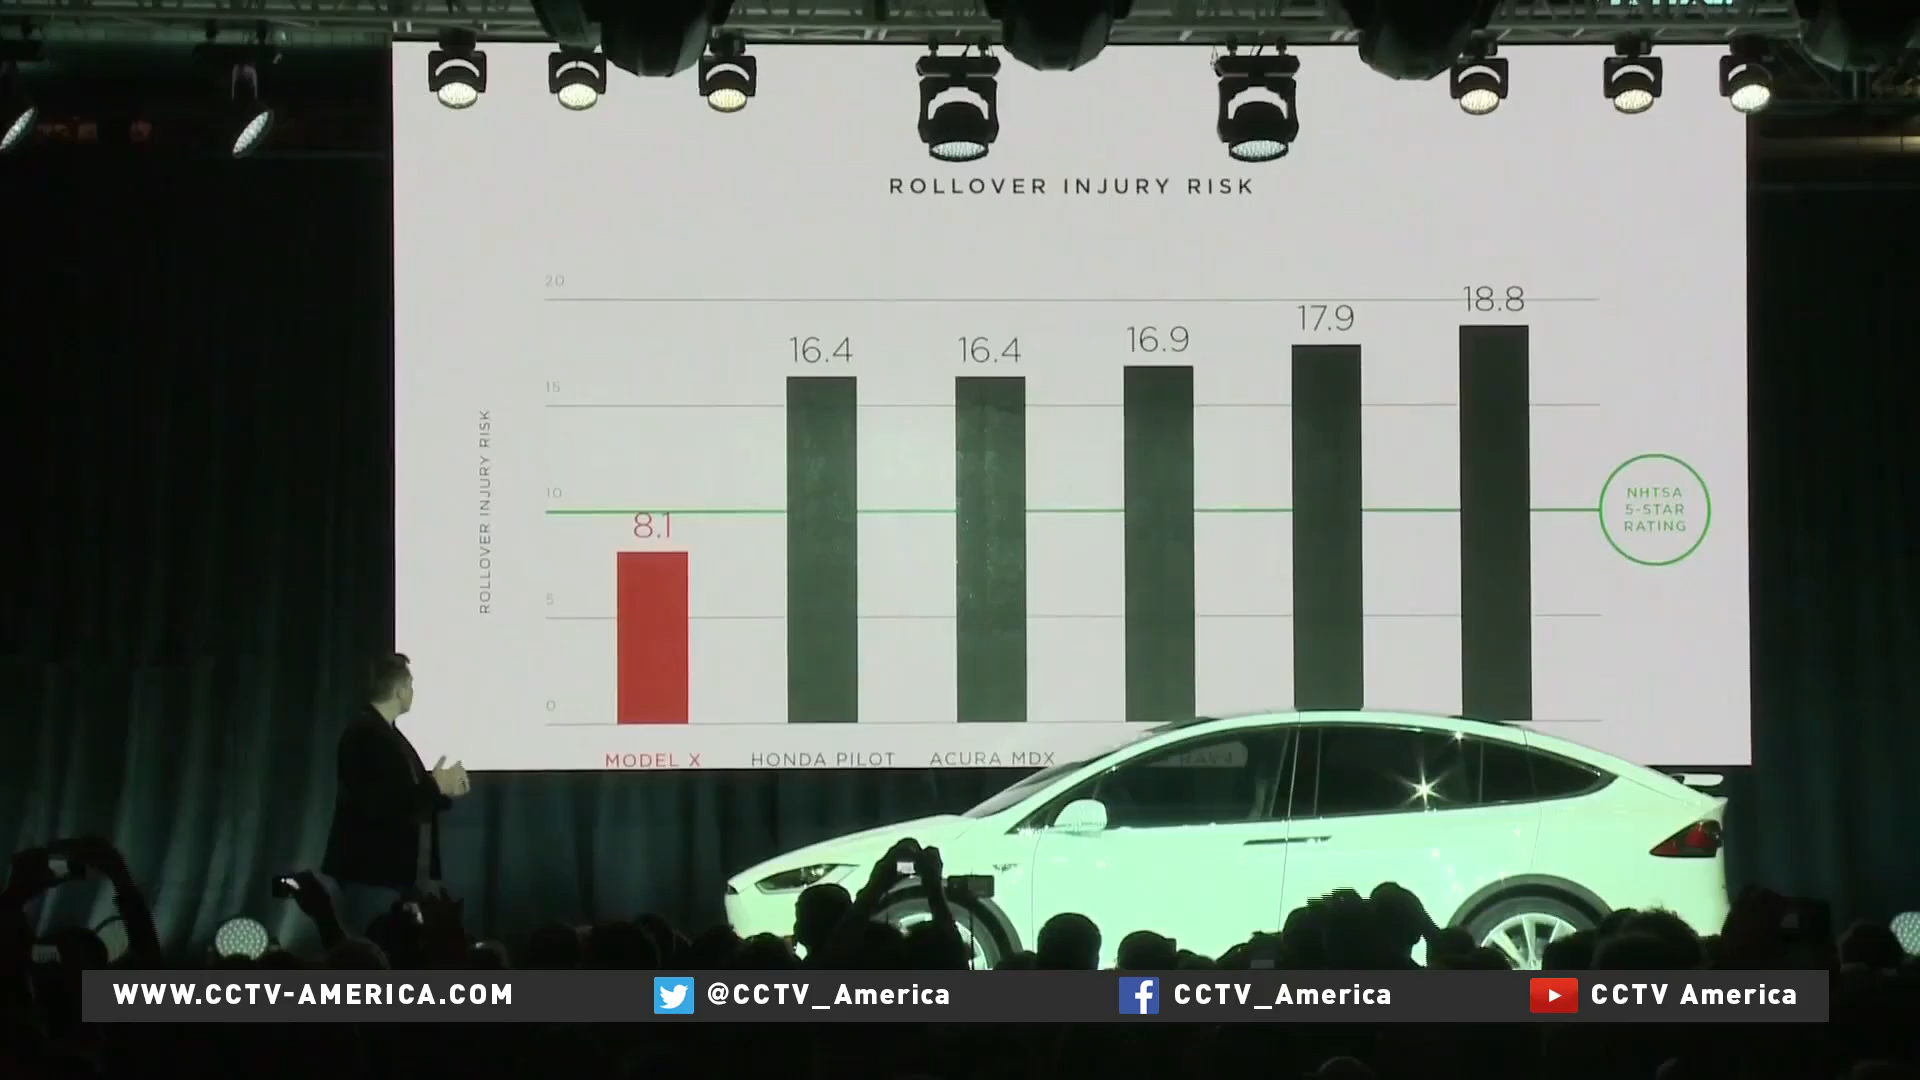 ROLLOVER INJURY RISK
20
18.8
17.9
16.9
16.4
16.4
15
ROLLOVER INJURY RISK
10
NHTSA
5-STAR
RATING
8.1
5
0
MODEL X
HONDA PILOT
ACURA MDX
RAV4
WWW.CCTV-AMERICA.COM
@CCTV_America
CCTV_America
CCTV America